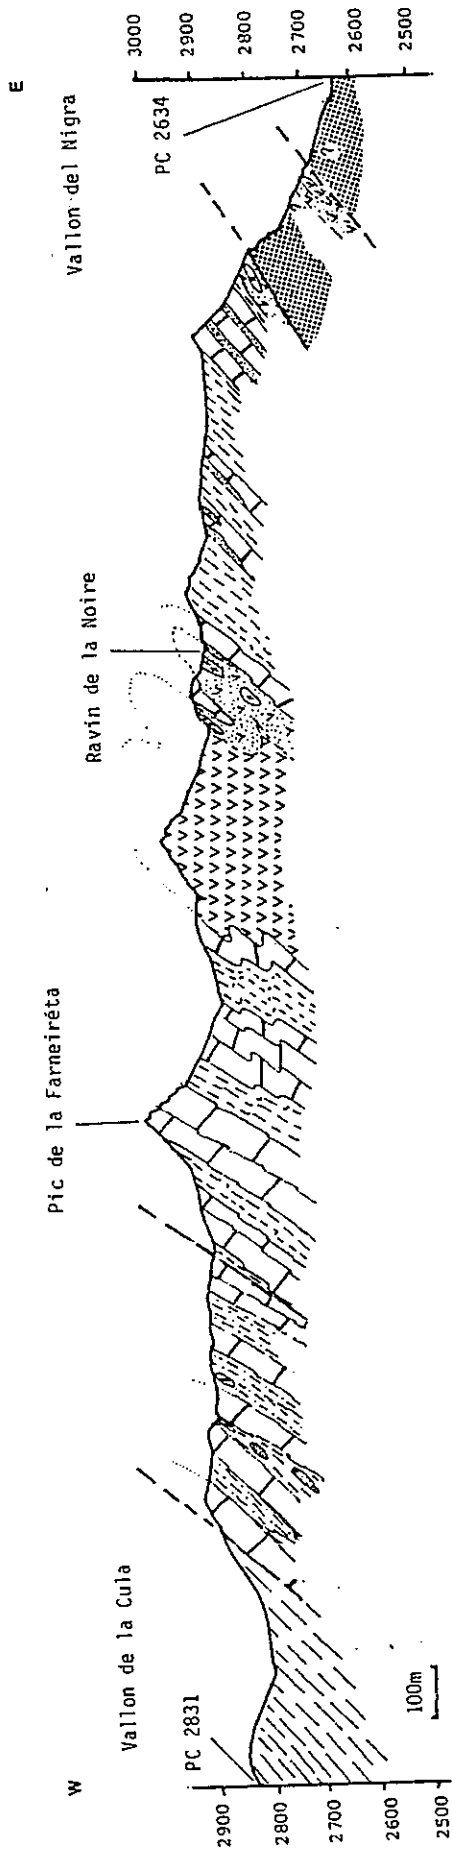 W
E
Vallon de la Cula
Pic de la Farneiréta
Ravin de la Noire
Vallon del Nigra
PC 2831
PC 2634
2900
2800
2700
2600
2500
3000
2900
2800
2700
2600
2500
100m